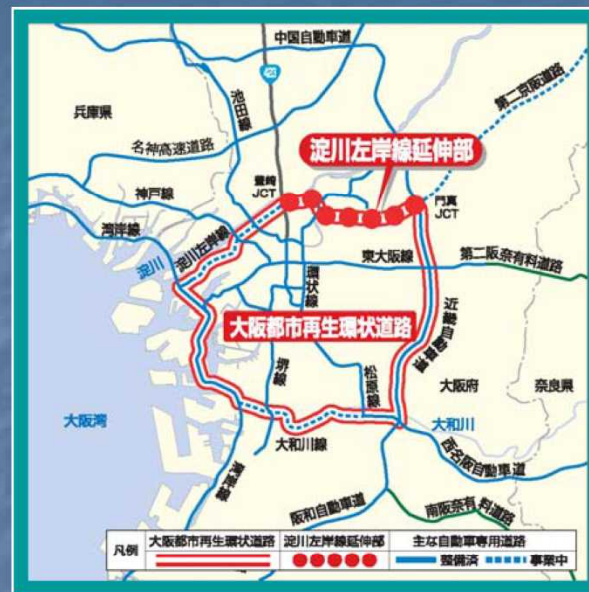 中国自動車道
423
池田線
第二京阪道路
兵庫県
名神高速道路
淀川左岸線延伸部
豊崎
JCT
門真
JCT
神戸線
湾岸線
淀川
淀川左岸線
東大阪線
第二阪奈有料道路
環状線
大阪都市再生環状道路
近畿自動車道
堺線
松原線
大阪府
奈良県
大阪湾
大和川
大和川線
西名阪自動車道
湾岸線
阪和自動車道
南阪奈有料道路
凡例
大阪都市再生環状道路
淀川左岸線延伸部
主な自動車専用道路
整備済
事業中